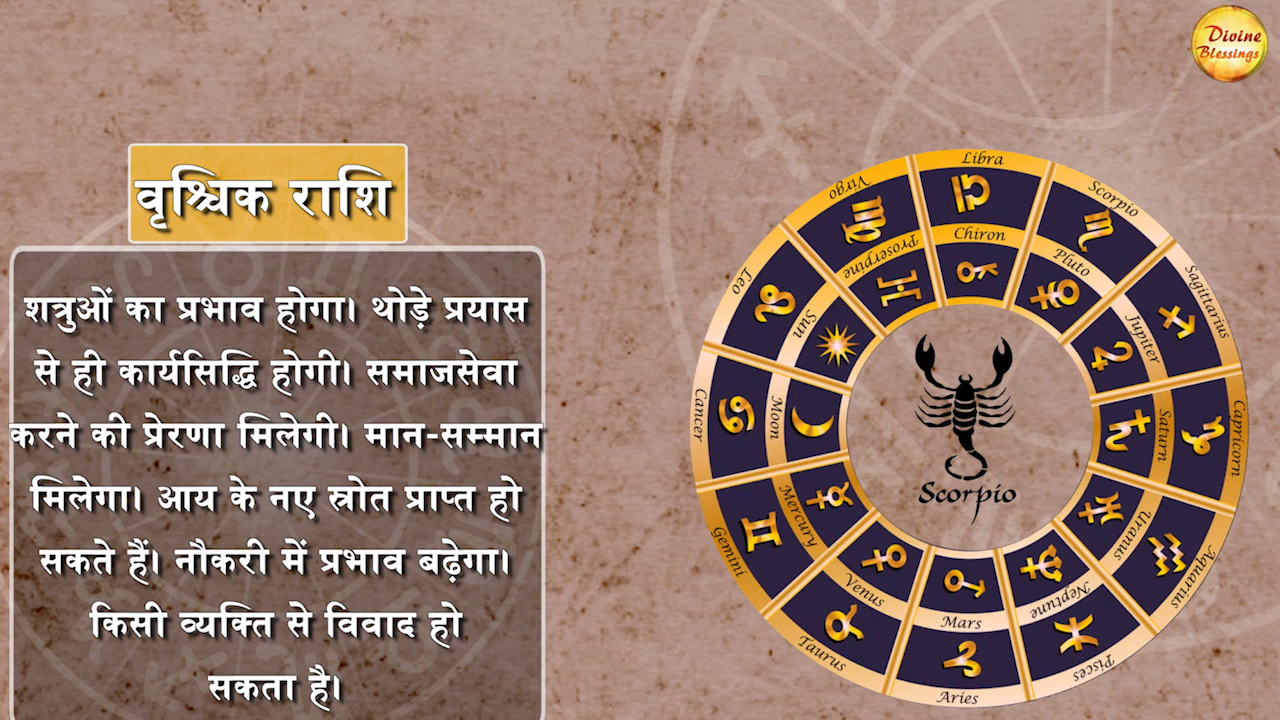 Divine
Blessings
वृश्चिक राशि
शत्रुओं का प्रभाव होगा। थोड़े प्रयास
से ही कार्यसिद्धि होगी। समाजसेवा
करने की प्रेरणा मिलेगी। मान-सम्मान
मिलेगा। आय के नए स्रोत प्राप्त हो
सकते हैं। नौकरी में प्रभाव बढ़ेगा।
किसी व्यक्ति से विवाद हो
सकता है।
Libra
Scorpio
Sagittarius
Capricorn
Aquarius
Pisces
Aries
Taurus
Gemini
Cancer
Leo
Virgo
Chiron
Pluto
Jupiter
Saturn
Uranus
Neptune
Mars
Venus
Mercury
Mon
Sun
Proserpine
Scorpio